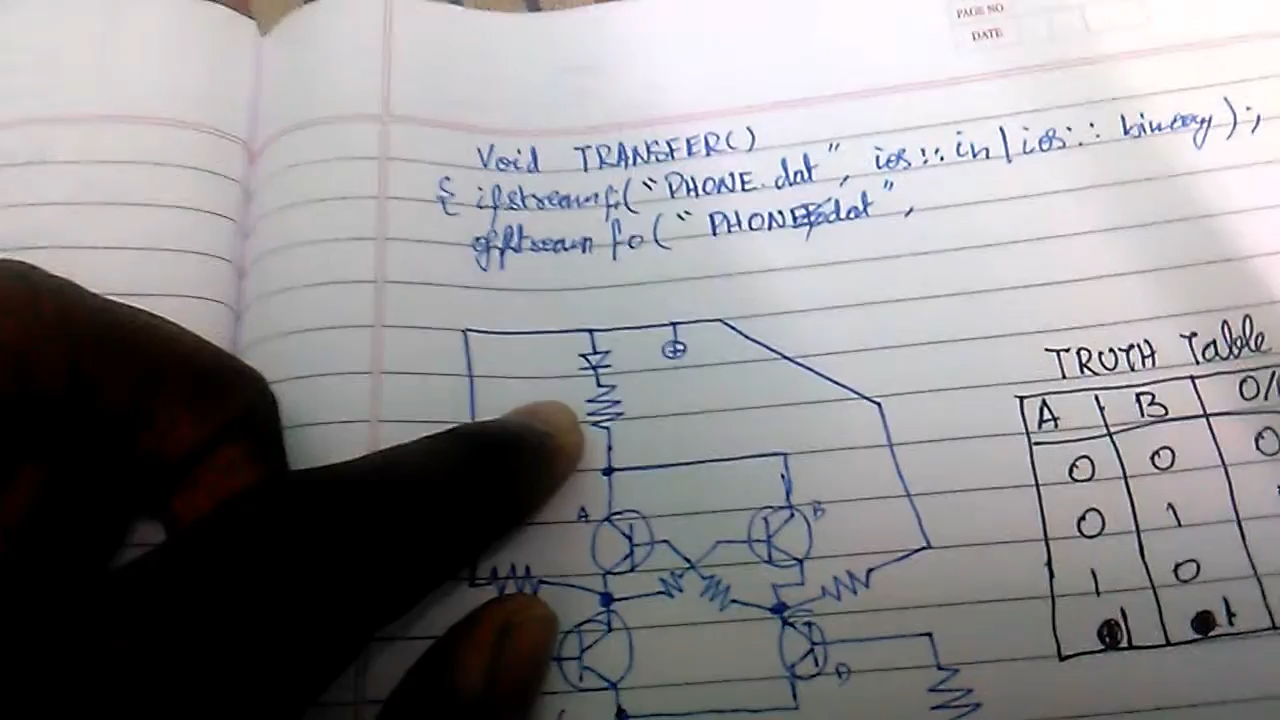 PAGE NO
DATE
Void TRANSFER()
{ ifstream fi("PHONE.dat", ios::in|ios::binary);
ofstream fo("PHONE dat",
TRUTH Table
A B O/
0 0 0
0 1
1 0
1 1
A
B
D
C